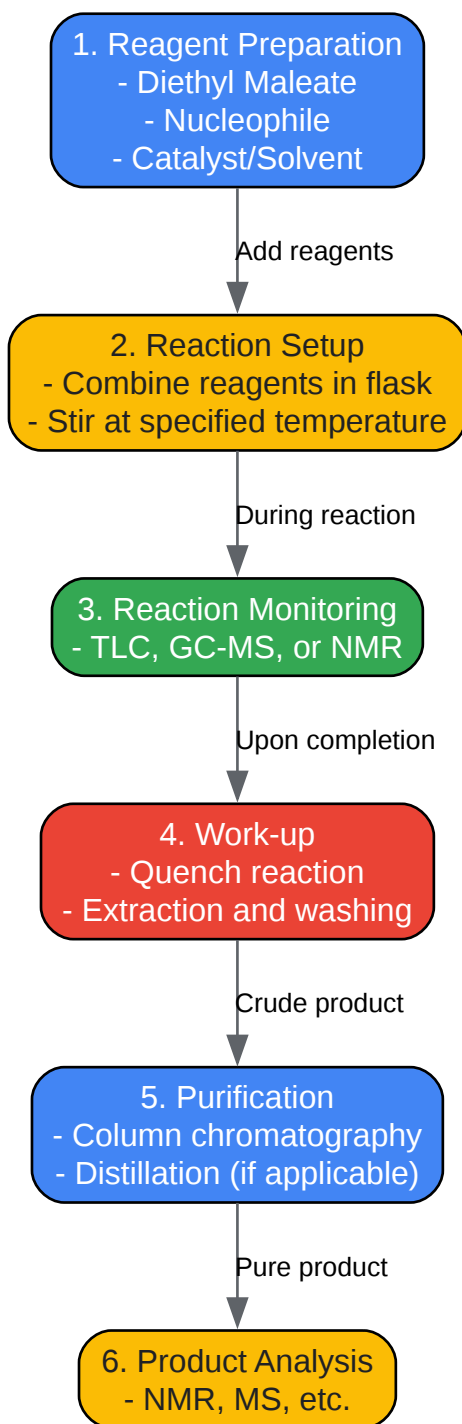 1. Reagent Preparation
- Diethyl Maleate
- Nucleophile
- Catalyst/Solvent
Add reagents
2. Reaction Setup
- Combine reagents in flask
- Stir at specified temperature
During reaction
3. Reaction Monitoring
- TLC, GC-MS, or NMR
Upon completion
4. Work-up
- Quench reaction
- Extraction and washing
Crude product
5. Purification
- Column chromatography
- Distillation (if applicable)
Pure product
6. Product Analysis
- NMR, MS, etc.